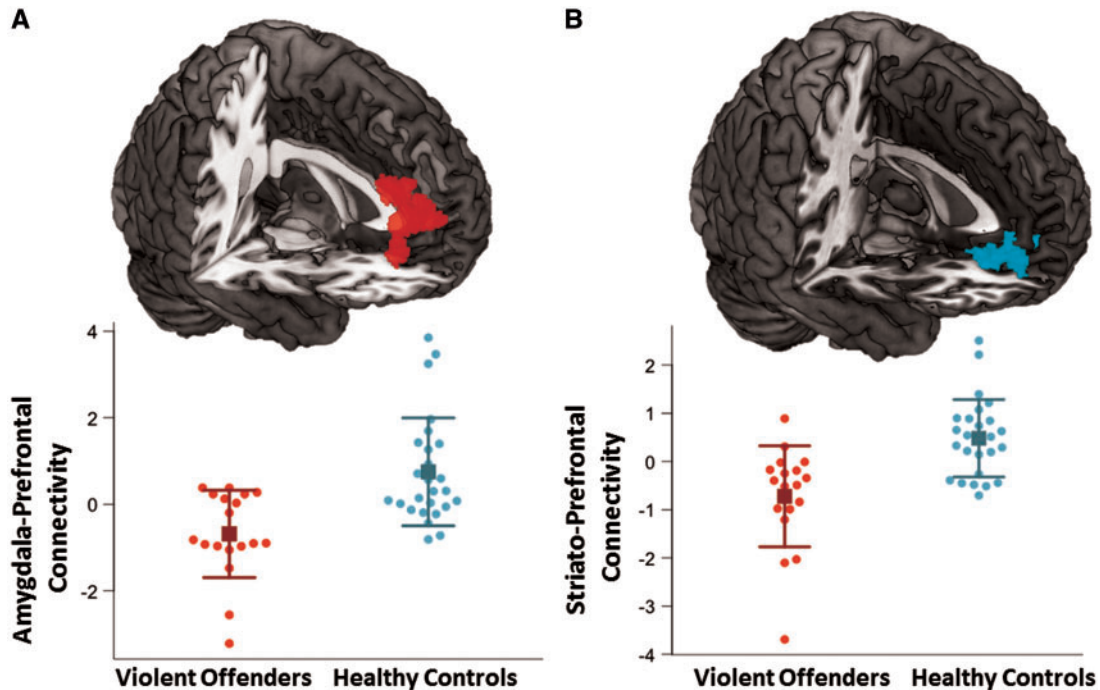 A
B
4
2
0
-2
Amygdala-Prefrontal
Connectivity
Violent Offenders
Healthy Controls
2
1
0
-1
-2
-3
-4
Striato-Prefrontal
Connectivity
Violent Offenders
Healthy Controls